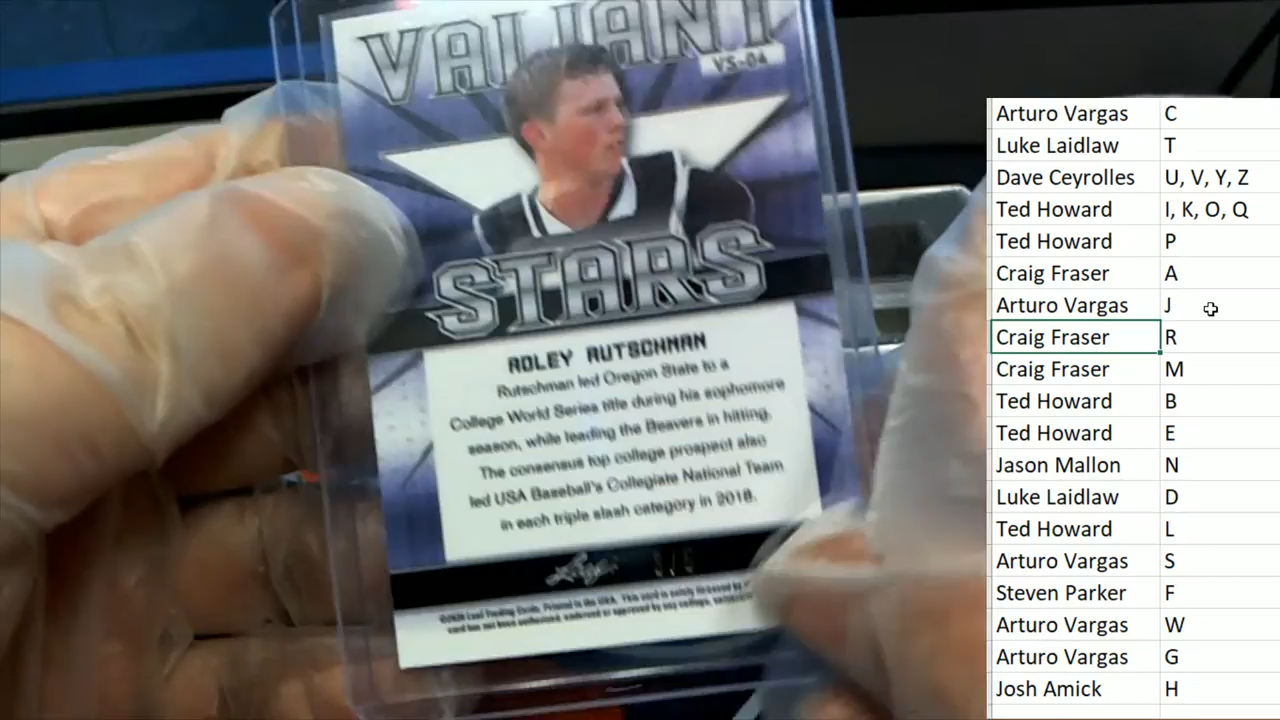 VALIANT
VS-04
STARS
ADLEY RUTSCHMAN
Rutschman led Oregon State to a
College World Series title during his sophomore
season, while leading the Beavers in hitting.
The consensus top college prospect also
led USA Baseball's Collegiate National Team
in each triple slash category in 2018.
Leaf
Arturo Vargas C
Luke Laidlaw T
Dave Ceyrolles U, V, Y, Z
Ted Howard I, K, O, Q
Ted Howard P
Craig Fraser A
Arturo Vargas J
Craig Fraser R
Craig Fraser M
Ted Howard B
Ted Howard E
Jason Mallon N
Luke Laidlaw D
Ted Howard L
Arturo Vargas S
Steven Parker F
Arturo Vargas W
Arturo Vargas G
Josh Amick H